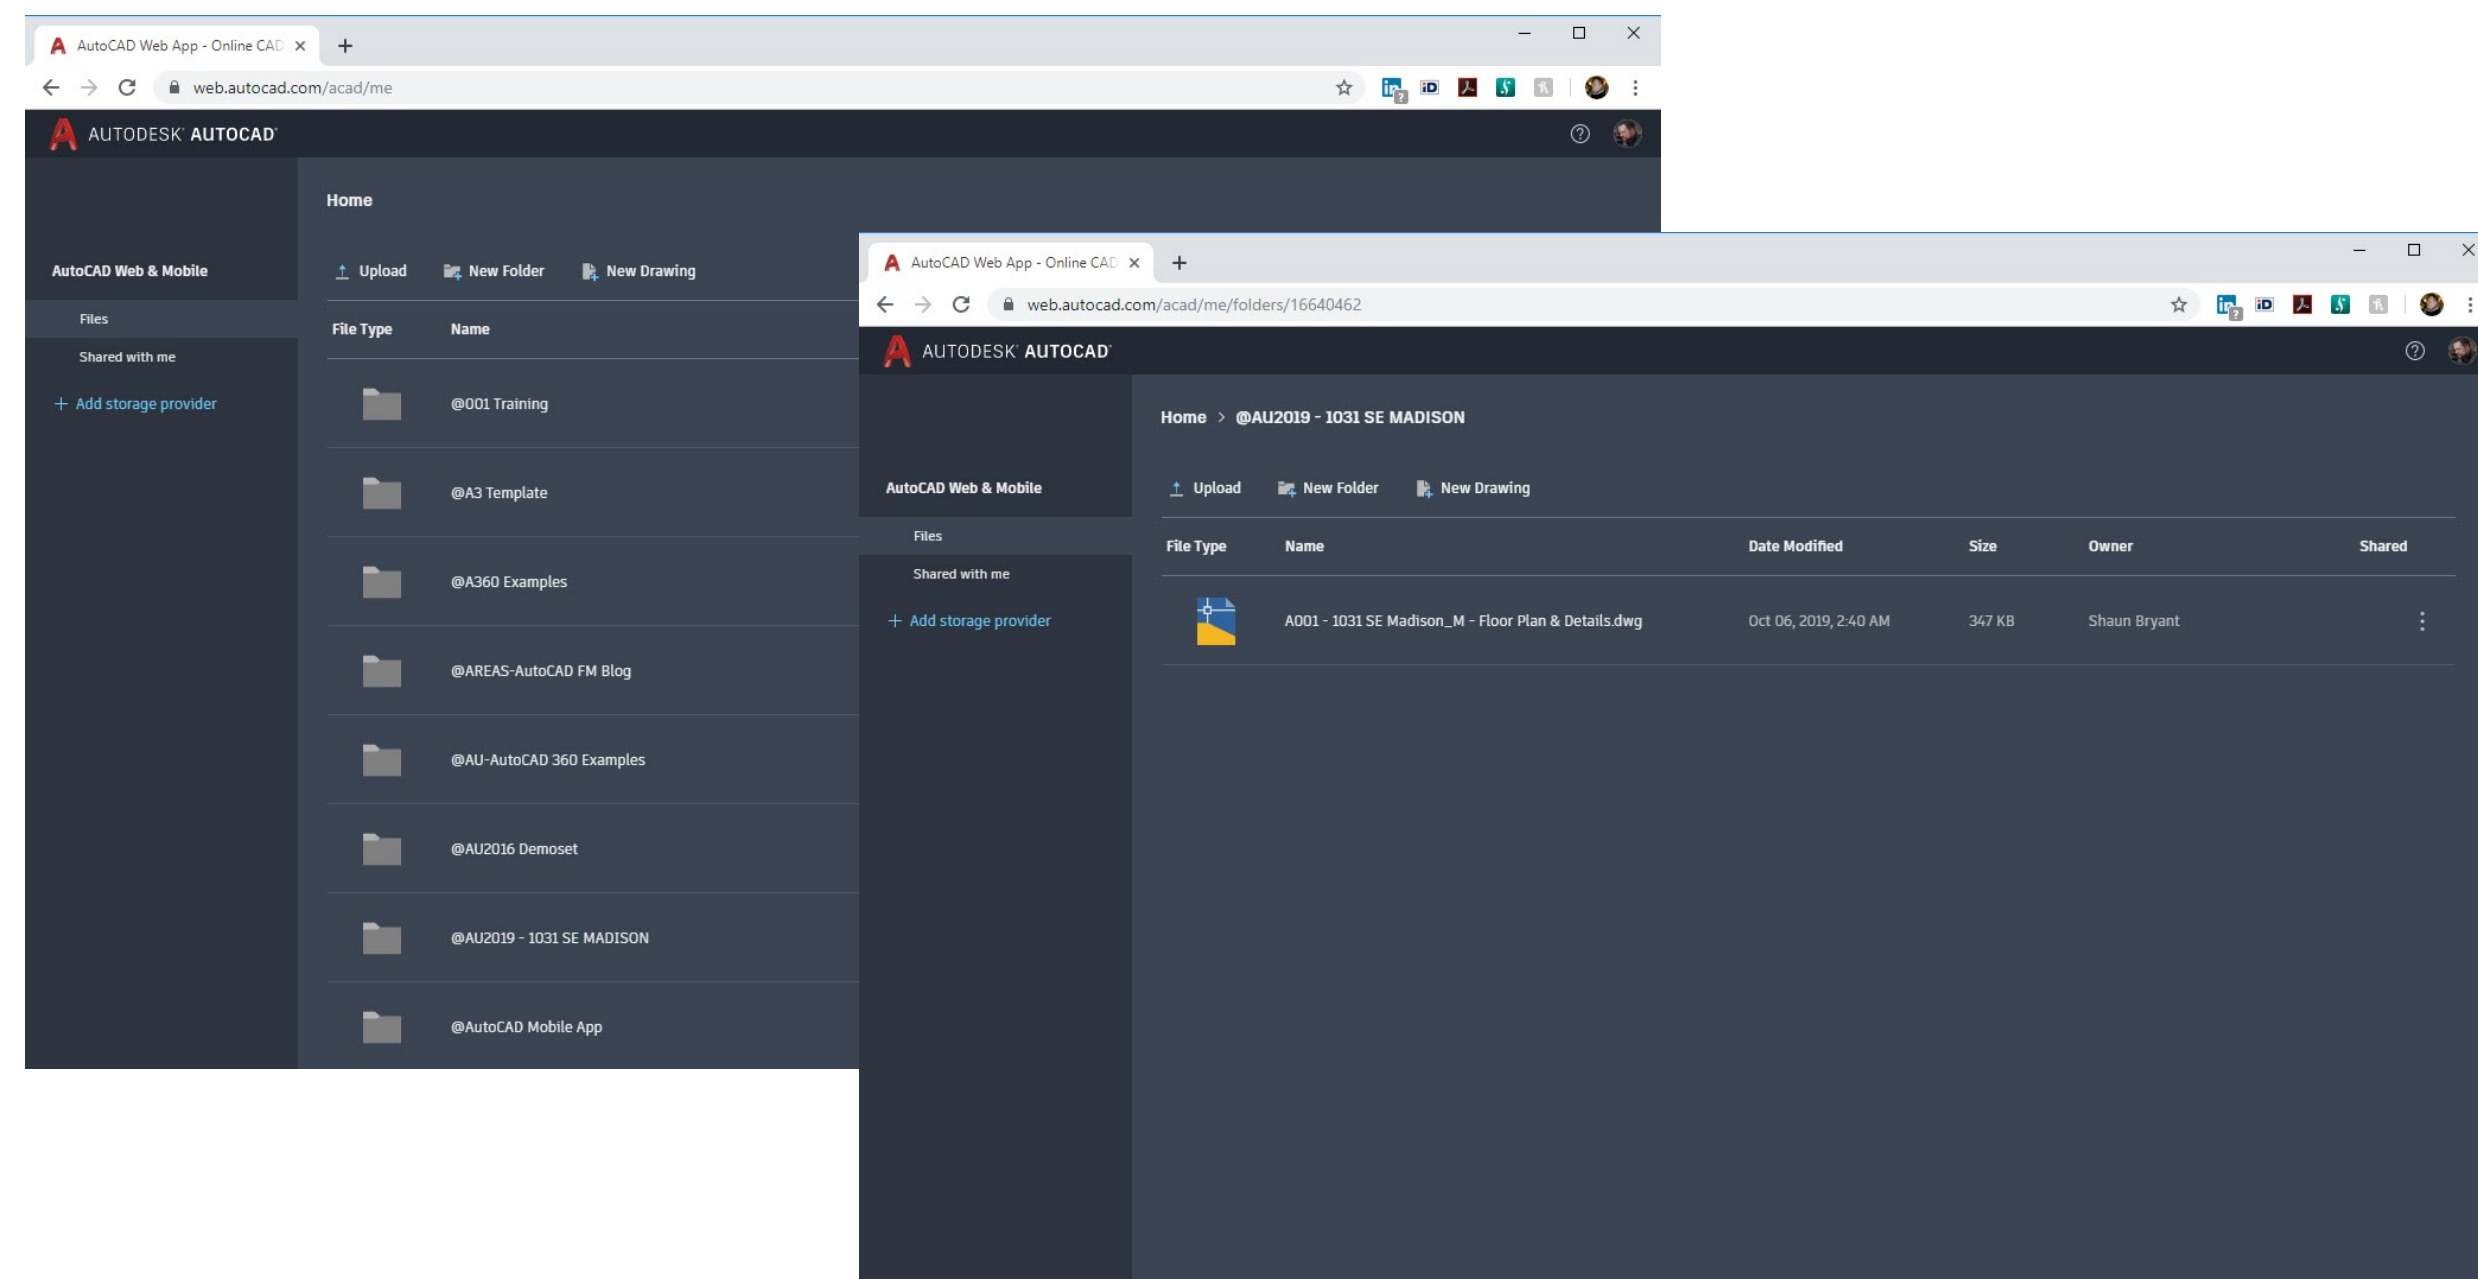 AutoCAD Web App - Online CAD
web.autocad.com/acad/me
AUTODESK® AUTOCAD®
Home
AutoCAD Web & Mobile
Upload New Folder New Drawing
Files
File Type Name
Shared with me
+ Add storage provider
@001 Training
@A3 Template
@A360 Examples
@AREAS-AutoCAD FM Blog
@AU-AutoCAD 360 Examples
@AU2016 Demoset
@AU2019 - 1031 SE MADISON
@AutoCAD Mobile App
AutoCAD Web App - Online CAD
web.autocad.com/acad/me/folders/16640462
AUTODESK® AUTOCAD®
Home > @AU2019 - 1031 SE MADISON
AutoCAD Web & Mobile
Upload New Folder New Drawing
Files
File Type Name Date Modified Size Owner Shared
Shared with me
+ Add storage provider
A001 - 1031 SE Madison_M - Floor Plan & Details.dwg Oct 06, 2019, 2:40 AM 347 KB Shaun Bryant